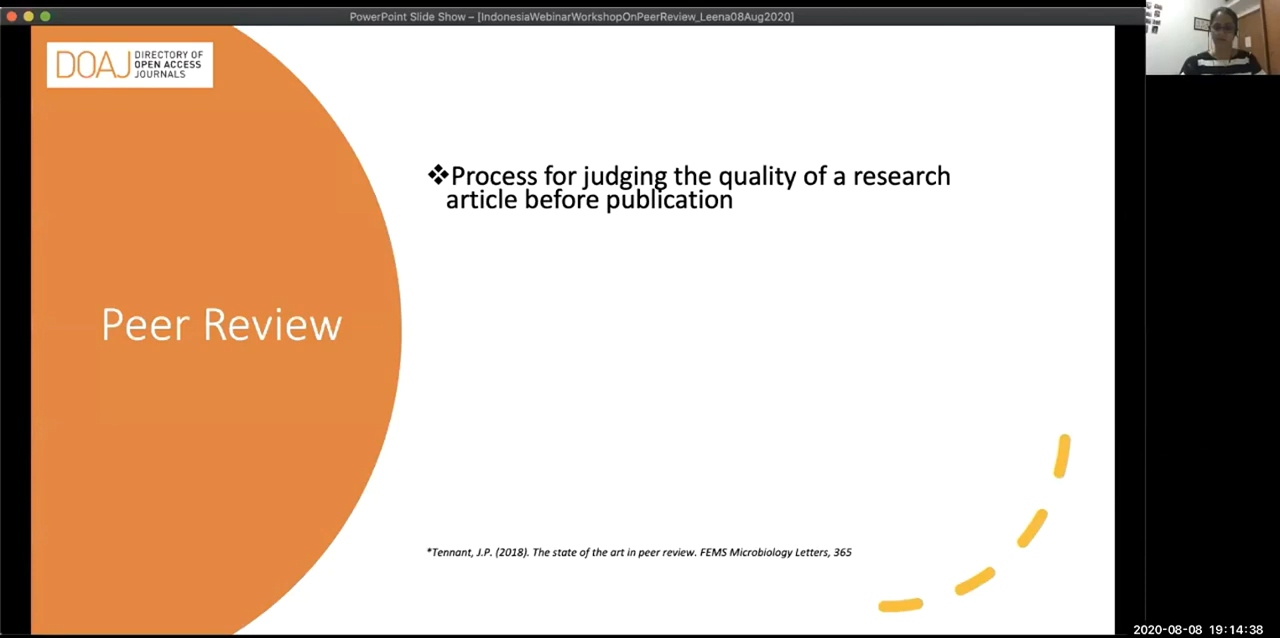 PowerPoint Slide Show – [IndonesiaWebinarWorkshopOnPeerReview_Leena08Aug2020]
DOAJ
DIRECTORY OF
OPEN ACCESS
JOURNALS
❖Process for judging the quality of a research
article before publication
Peer Review
*Tennant, J.P. (2018). The state of the art in peer review. FEMS Microbiology Letters, 365
2020-08-08 19:14:38